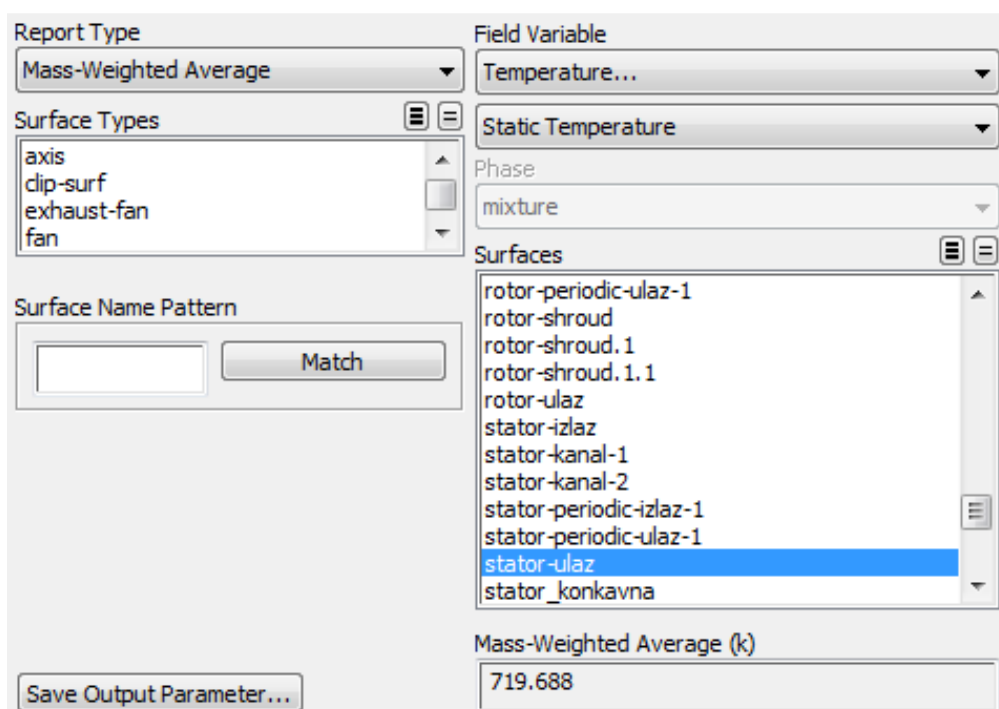 Report Type
Mass-Weighted Average
Surface Types
axis
clip-surf
exhaust-fan
fan
Surface Name Pattern
Match
Save Output Parameter...
Field Variable
Temperature...
Static Temperature
Phase
mixture
Surfaces
rotor-periodic-ulaz-1
rotor-shroud
rotor-shroud.1
rotor-shroud.1.1
rotor-ulaz
stator-izlaz
stator-kanal-1
stator-kanal-2
stator-periodic-izlaz-1
stator-periodic-ulaz-1
stator-ulaz
stator_konkavna
Mass-Weighted Average (k)
719.688